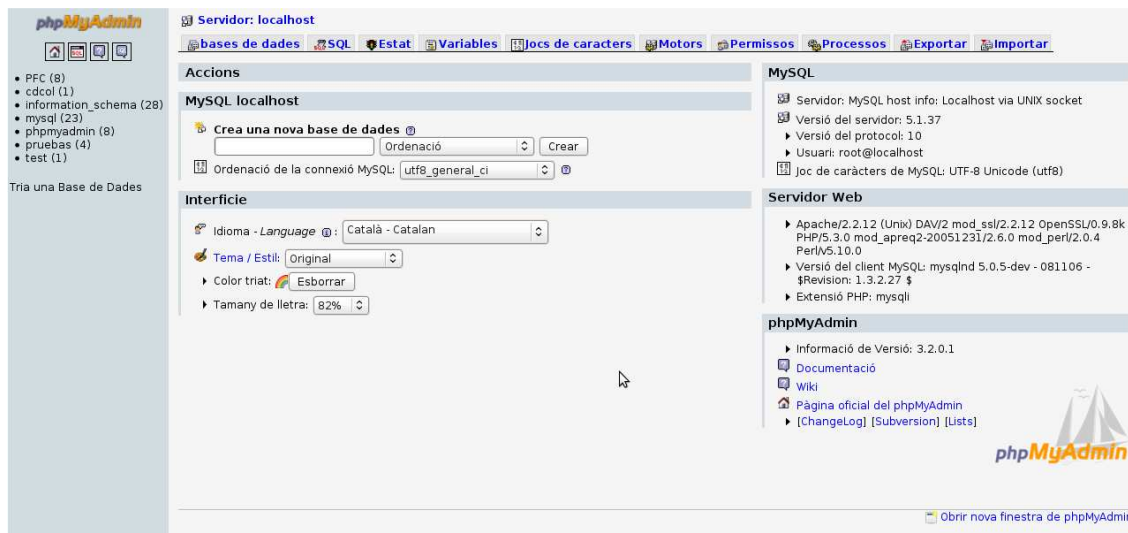 phpMyAdmin
PFC (8)
cdcol (1)
information_schema (28)
mysql (23)
phpmyadmin (8)
pruebas (4)
test (1)
Tria una Base de Dades
Servidor: localhost
bases de dades SQL Estat Variables Jocs de caracters Motors Permissos Processos Exportar Importar
Accions
MySQL localhost
Crea una nova base de dades
Ordenació Crear
Ordenació de la connexió MySQL: utf8_general_ci
Interficie
Idioma - Language : Català - Catalan
Tema / Estil: Original
Color triat: Esborrar
Tamany de lletra: 82%
MySQL
Servidor: MySQL host info: Localhost via UNIX socket
Versió del servidor: 5.1.37
Versió del protocol: 10
Usuari: root@localhost
Joc de caràcters de MySQL: UTF-8 Unicode (utf8)
Servidor Web
Apache/2.2.12 (Unix) DAV/2 mod_ssl/2.2.12 OpenSSL/0.9.8k
PHP/5.3.0 mod_apreq2-20051231/2.6.0 mod_perl/2.0.4
Perl/v5.10.0
Versió del client MySQL: mysqlnd 5.0.5-dev - 081106 -
$Revision: 1.3.2.27 $
Extensió PHP: mysqli
phpMyAdmin
Informació de Versió: 3.2.0.1
Documentació
Wiki
Pàgina oficial del phpMyAdmin
[ChangeLog] [Subversion] [Lists]
phpMyAdmin
Obrir nova finestra de phpMyAdmin